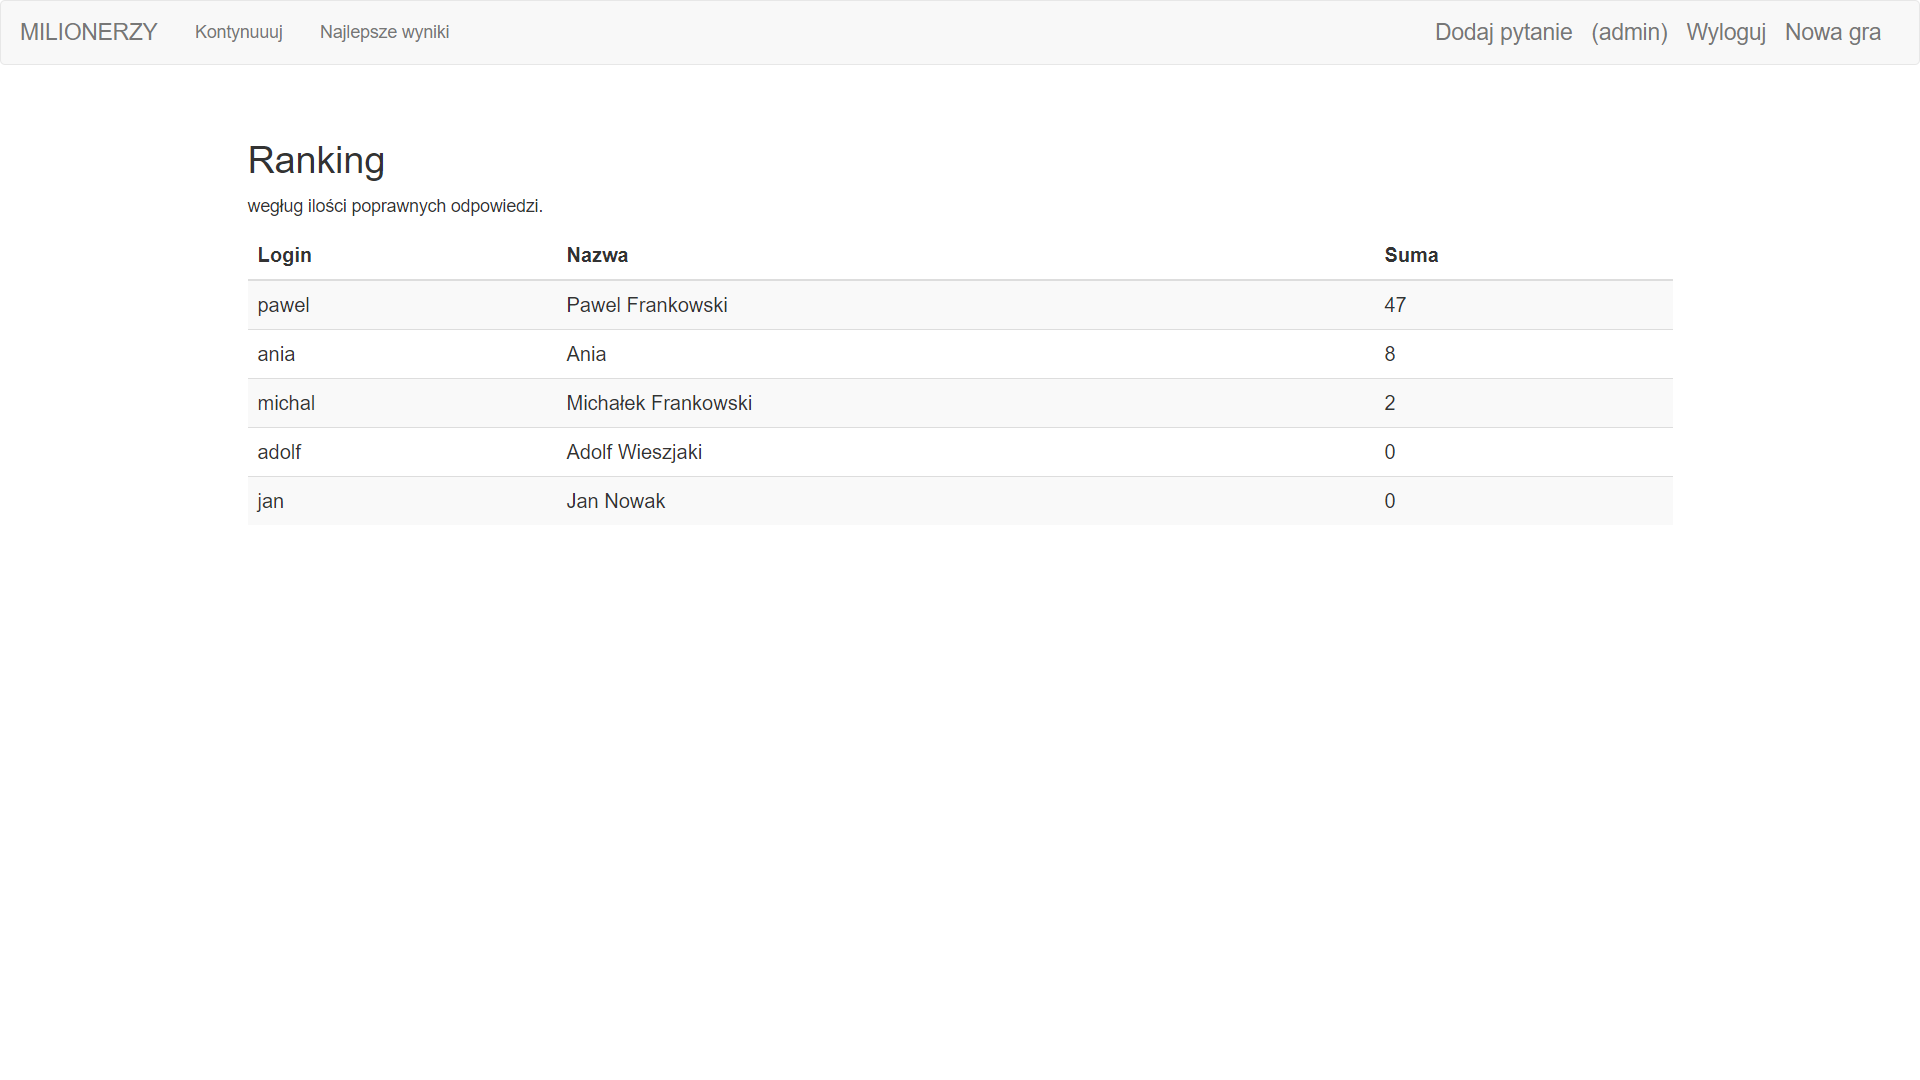 MILIONERZY Kontynuuuj Najlepsze wyniki Dodaj pytanie (admin) Wyloguj Nowa gra
Ranking
wegług ilości poprawnych odpowiedzi.
Login Nazwa Suma
pawel Pawel Frankowski 47
ania Ania 8
michal Michałek Frankowski 2
adolf Adolf Wieszjaki 0
jan Jan Nowak 0